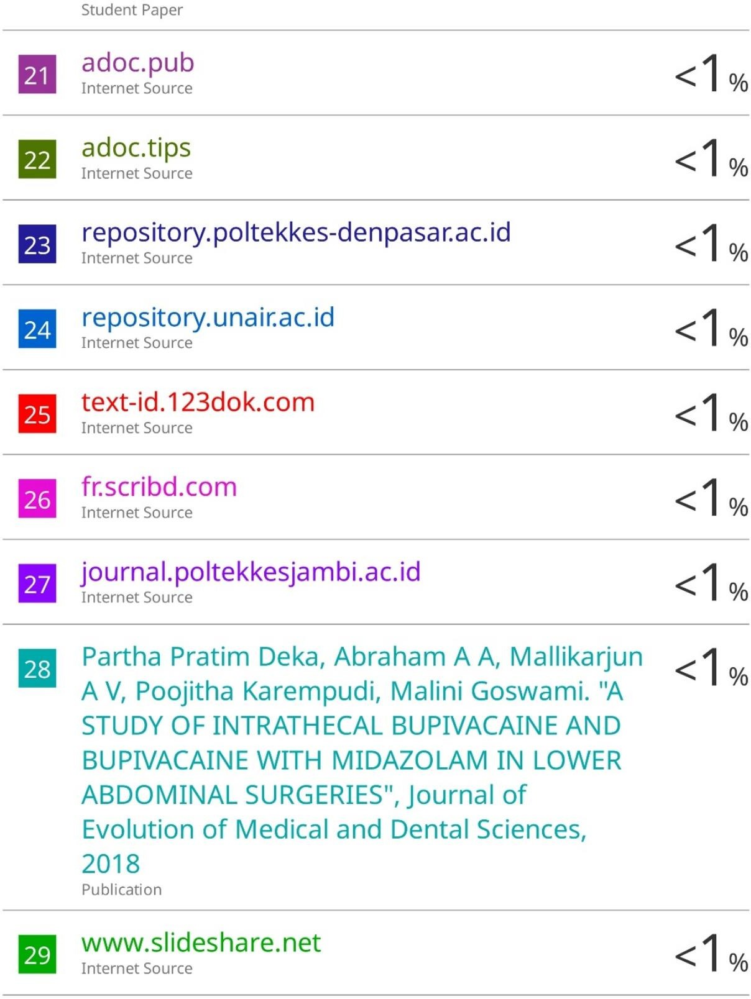 Student Paper
21 adoc.pub <1%
Internet Source
22 adoc.tips <1%
Internet Source
23 repository.poltekkes-denpasar.ac.id <1%
Internet Source
24 repository.unair.ac.id <1%
Internet Source
25 text-id.123dok.com <1%
Internet Source
26 fr.scribd.com <1%
Internet Source
27 journal.poltekkesjambi.ac.id <1%
Internet Source
28 Partha Pratim Deka, Abraham A A, Mallikarjun <1%
A V, Poojitha Karempudi, Malini Goswami. "A
STUDY OF INTRATHECAL BUPIVACAINE AND
BUPIVACAINE WITH MIDAZOLAM IN LOWER
ABDOMINAL SURGERIES", Journal of
Evolution of Medical and Dental Sciences,
2018
Publication
29 www.slideshare.net <1%
Internet Source